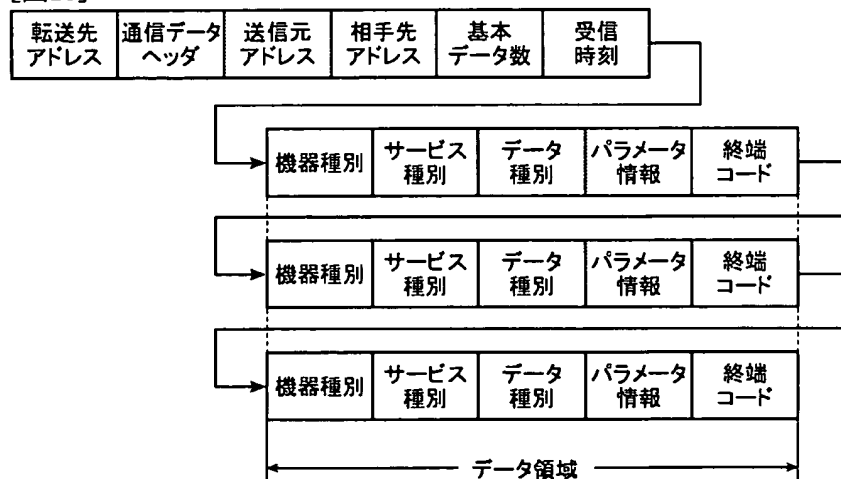 転送先 通信データ 送信元 相手先 基本 受信
アドレス ヘッダ アドレス アドレス データ数 時刻
機器種別 サービス種別 データ種別 パラメータ情報 終端コード
機器種別 サービス種別 データ種別 パラメータ情報 終端コード
機器種別 サービス種別 データ種別 パラメータ情報 終端コード
データ領域